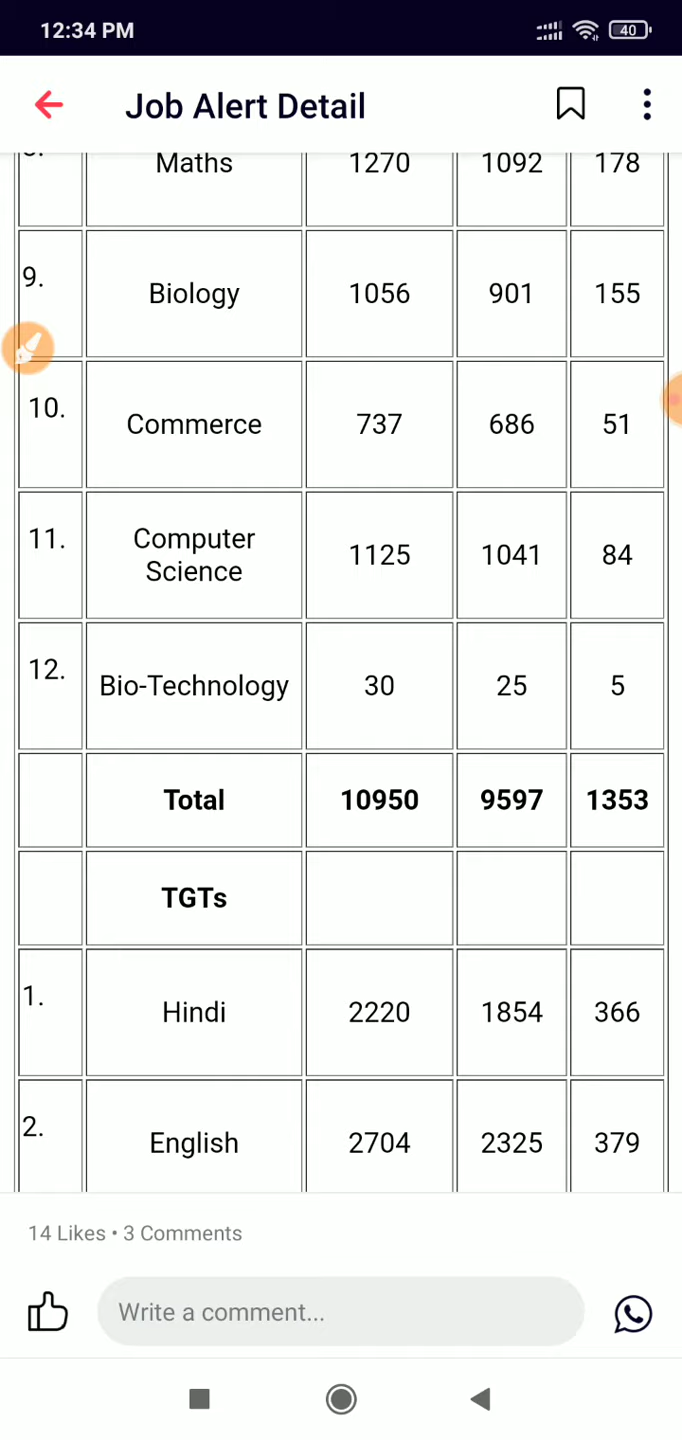 12:34 PM
40
Job Alert Detail
Maths 1270 1092 178
9. Biology 1056 901 155
10. Commerce 737 686 51
11. Computer Science 1125 1041 84
12. Bio-Technology 30 25 5
Total 10950 9597 1353
TGTs
1. Hindi 2220 1854 366
2. English 2704 2325 379
14 Likes • 3 Comments
Write a comment...